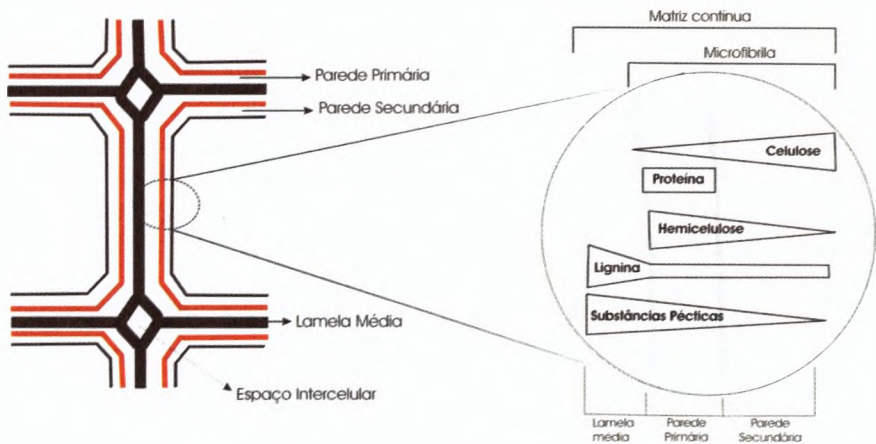 Matriz contínua
Microfibrila
Parede Primária
Parede Secundária
Celulose
Proteína
Hemicelulose
Lignina
Substâncias Pécticas
Lamela Média
Espaço Intercelular
Lamela
média
Parede
Primária
Parede
Secundária